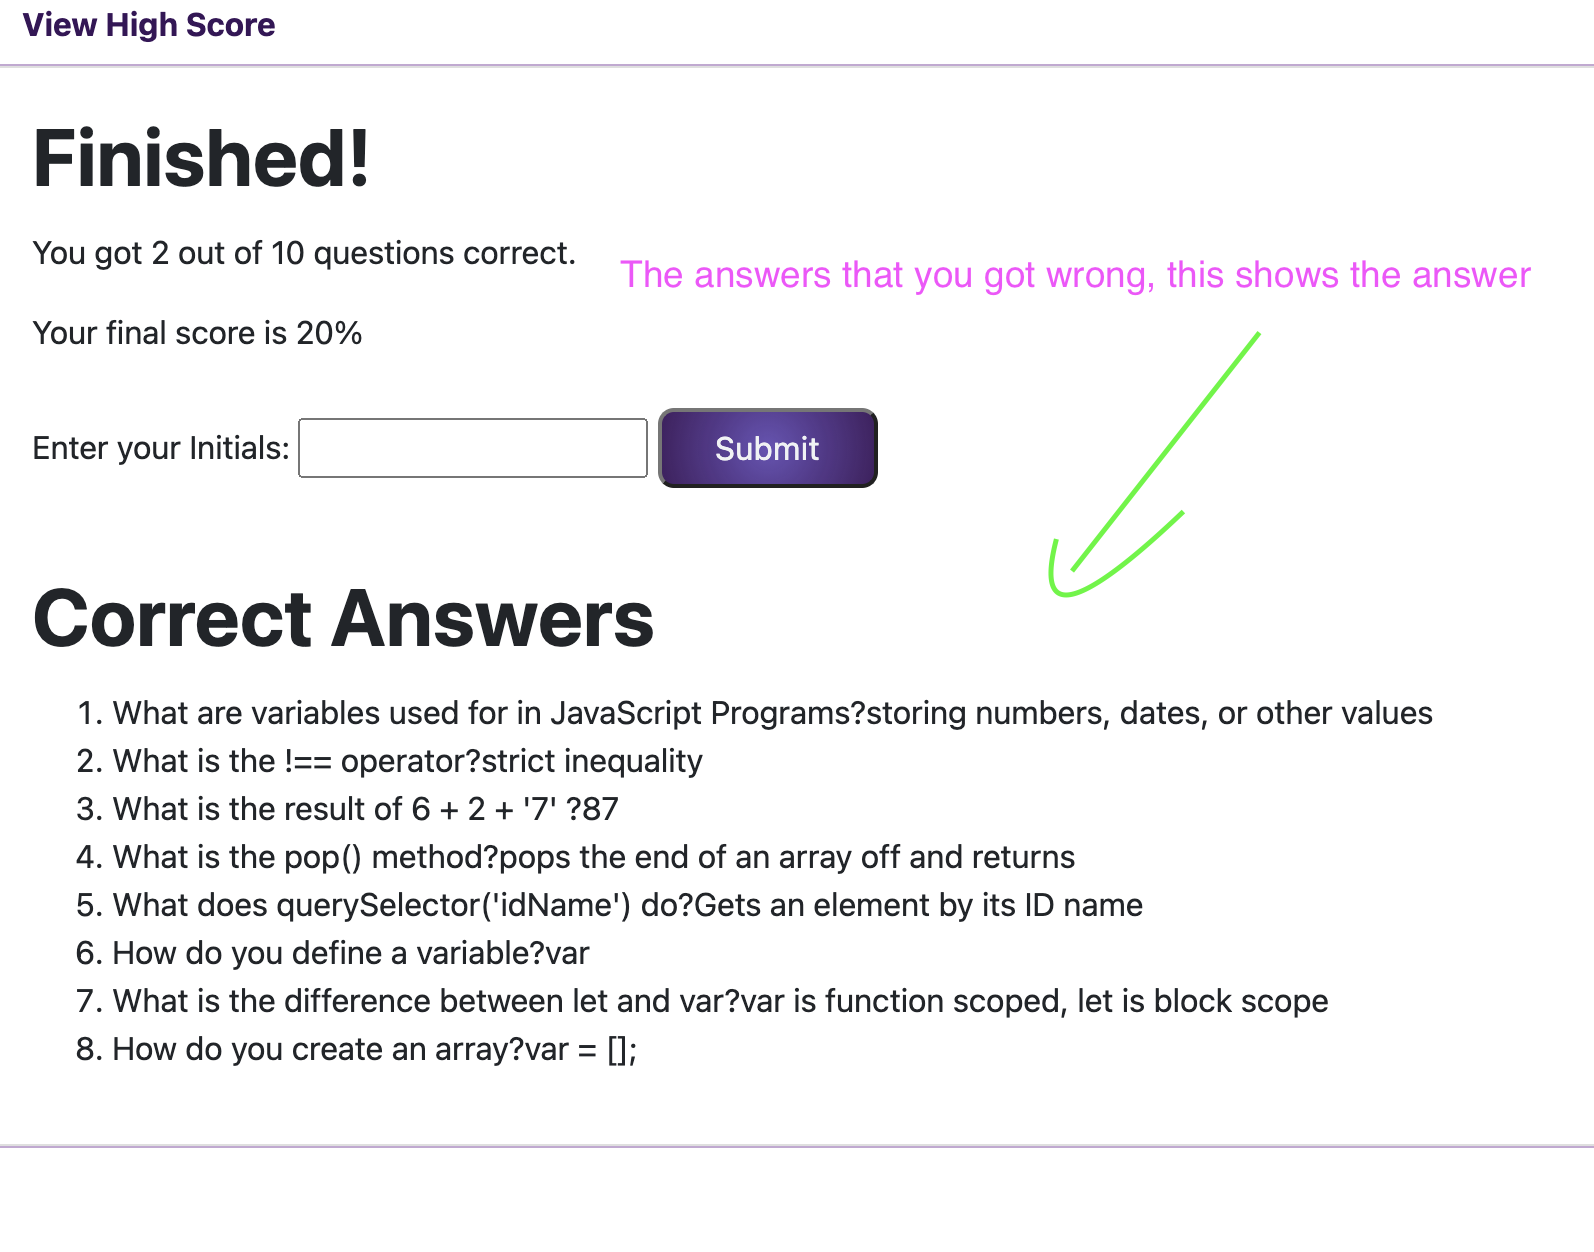 View High Score
Finished!
You got 2 out of 10 questions correct.
The answers that you got wrong, this shows the answer
Your final score is 20%
Enter your Initials:
Submit
Correct Answers
1. What are variables used for in JavaScript Programs?storing numbers, dates, or other values
2. What is the !== operator?strict inequality
3. What is the result of 6 + 2 + '7' ?87
4. What is the pop() method?pops the end of an array off and returns
5. What does querySelector('idName') do?Gets an element by its ID name
6. How do you define a variable?var
7. What is the difference between let and var?var is function scoped, let is block scope
8. How do you create an array?var = [];